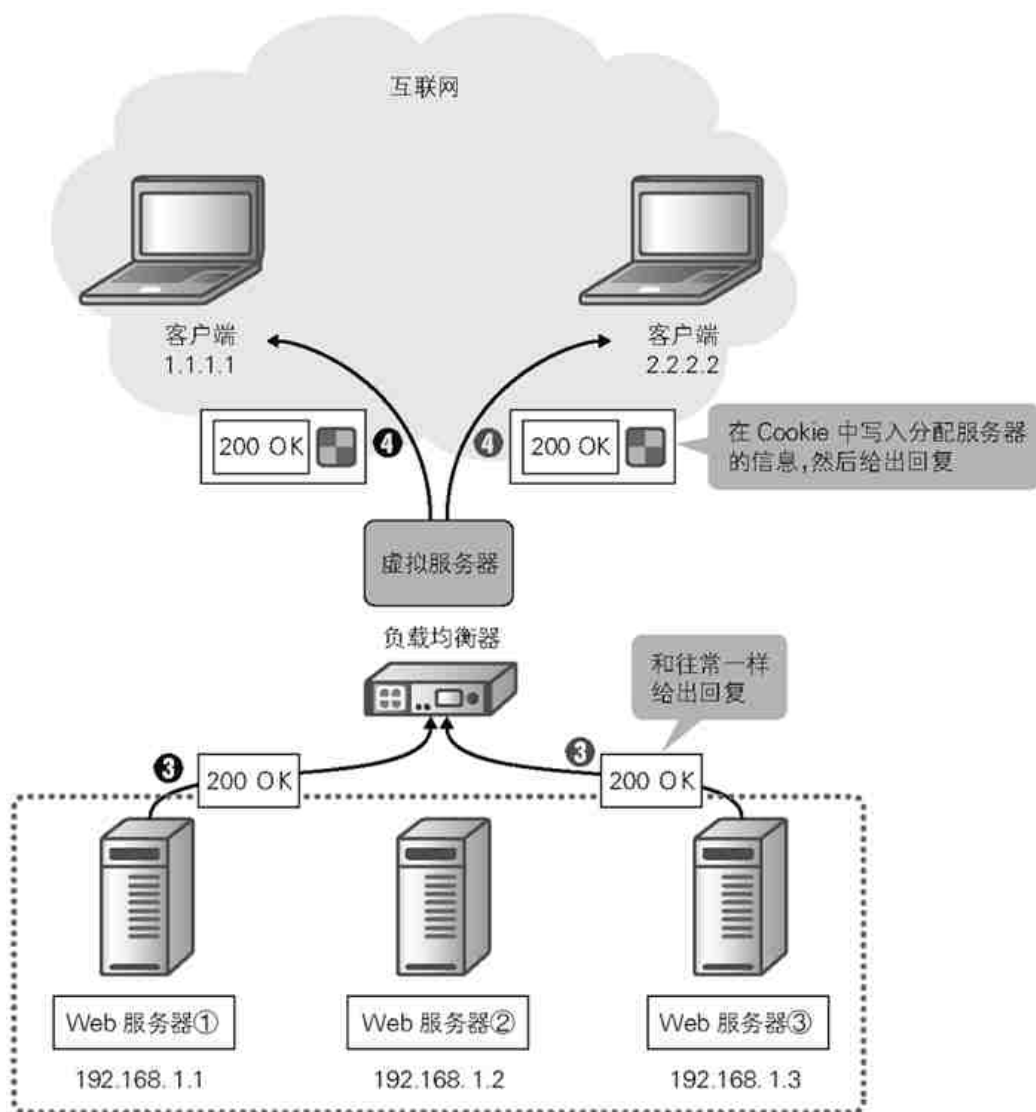 互联网
客户端
1.1.1.1
客户端
2.2.2.2
200 OK
❹
❹
200 OK
在 Cookie 中写入分配服务器
的信息,然后给出回复
虚拟服务器
负载均衡器
和往常一样
给出回复
❸
200 OK
❸
200 OK
Web 服务器①
Web 服务器②
Web 服务器③
192.168.1.1
192.168.1.2
192.168.1.3